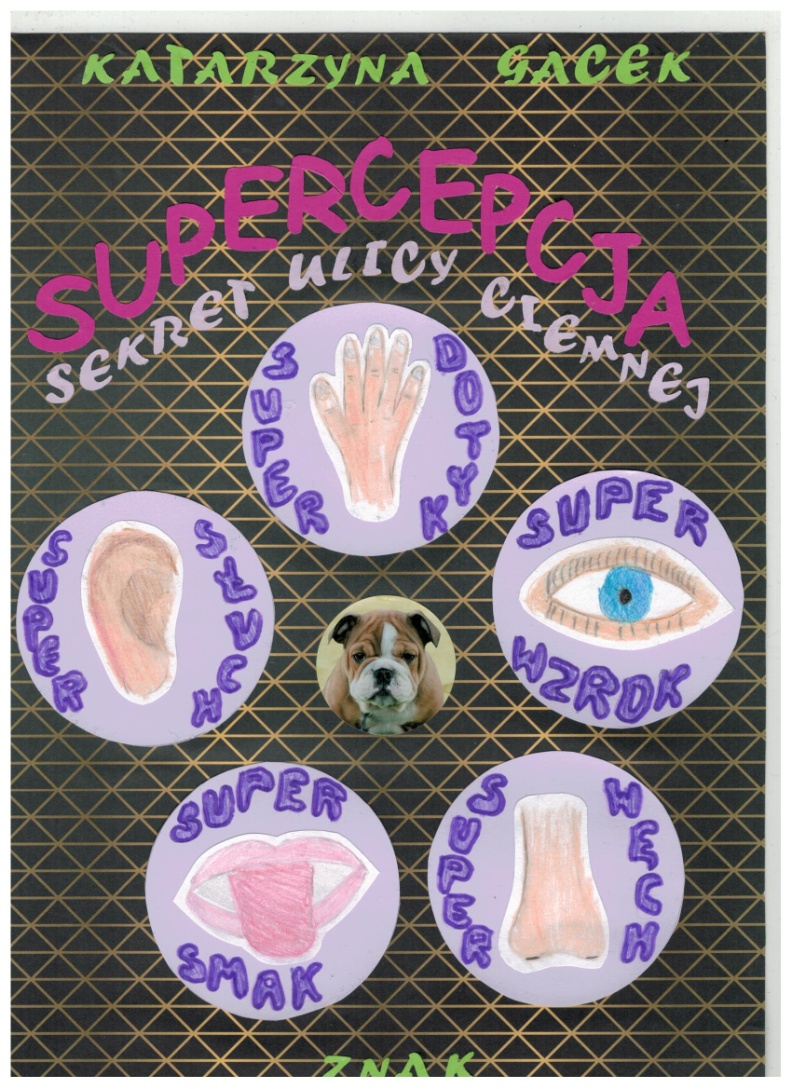 KATARZYNA GACEK
SUPERCEPCJA
SEKRET ULICY CIEMNEJ
SUPER DOTYK
SUPER SŁUCH
SUPER WZROK
SUPER SMAK
SUPER WĘCH
ZNAK